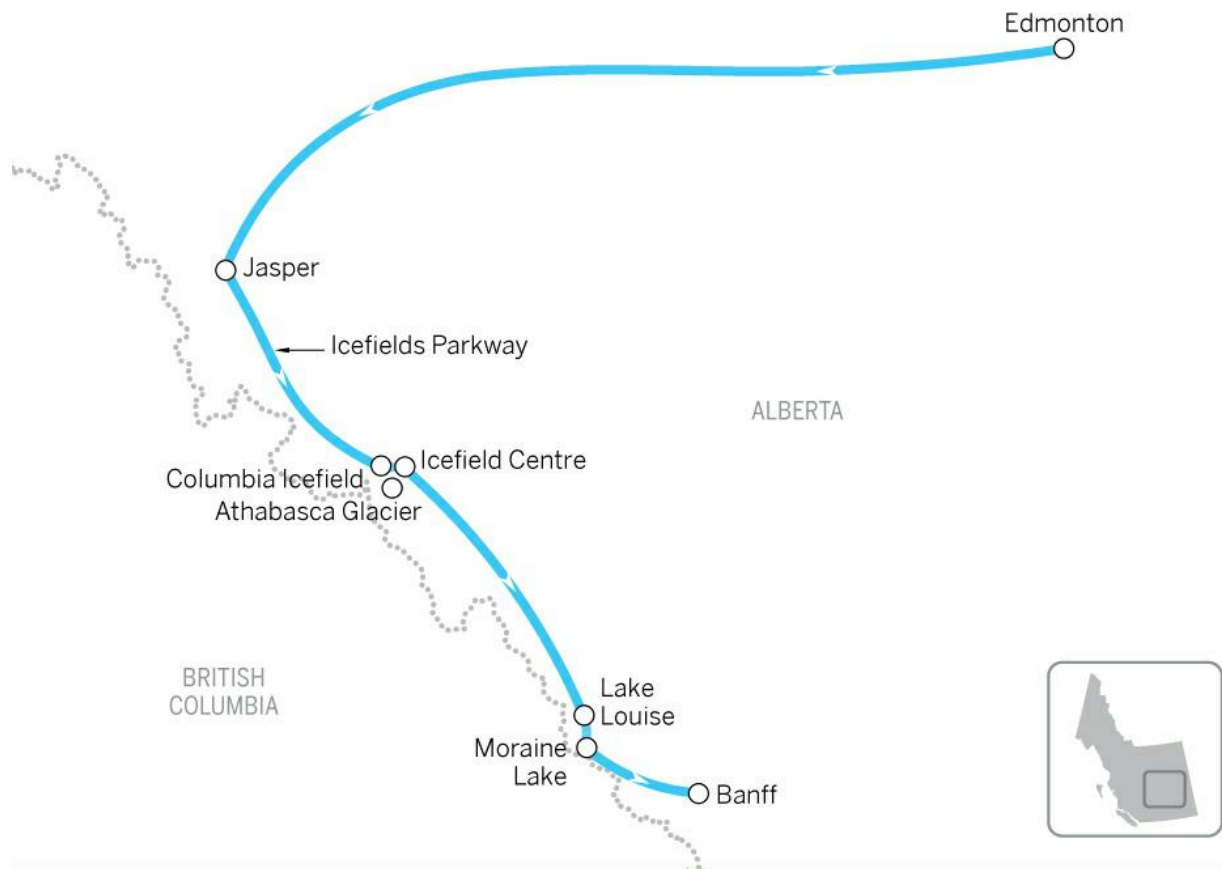 Edmonton
Jasper
Icefields Parkway
ALBERTA
Icefield Centre
Columbia Icefield
Athabasca Glacier
BRITISH
COLUMBIA
Lake
Louise
Moraine
Lake
Banff